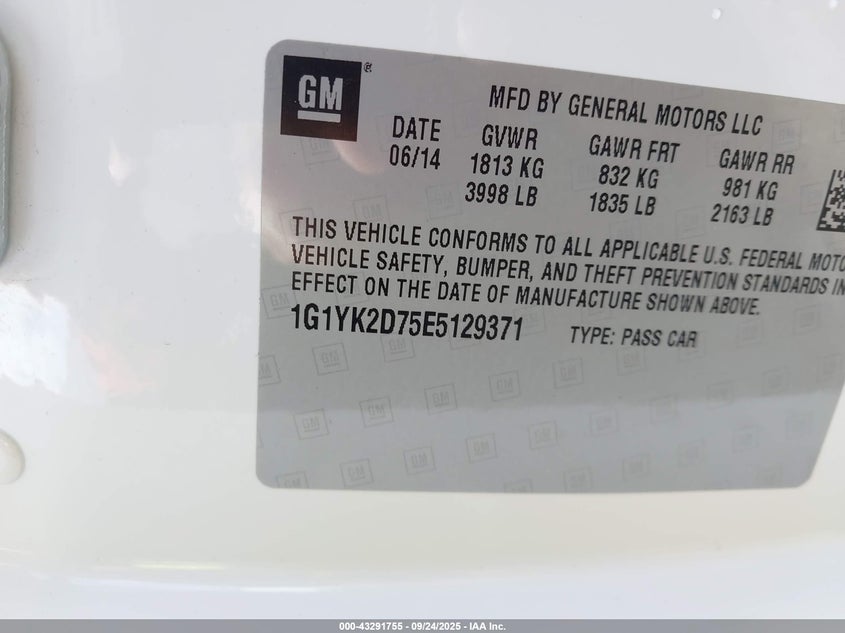 GM
MFD BY GENERAL MOTORS LLC
DATE GVWR GAWR FRT GAWR RR
06/14 1813 KG 832 KG 981 KG
3998 LB 1835 LB 2163 LB
THIS VEHICLE CONFORMS TO ALL APPLICABLE U.S. FEDERAL MOTO
VEHICLE SAFETY, BUMPER, AND THEFT PREVENTION STANDARDS IN
EFFECT ON THE DATE OF MANUFACTURE SHOWN ABOVE.
1G1YK2D75E5129371 TYPE: PASS CAR
000-43291755 - 09/24/2025 - IAA Inc.